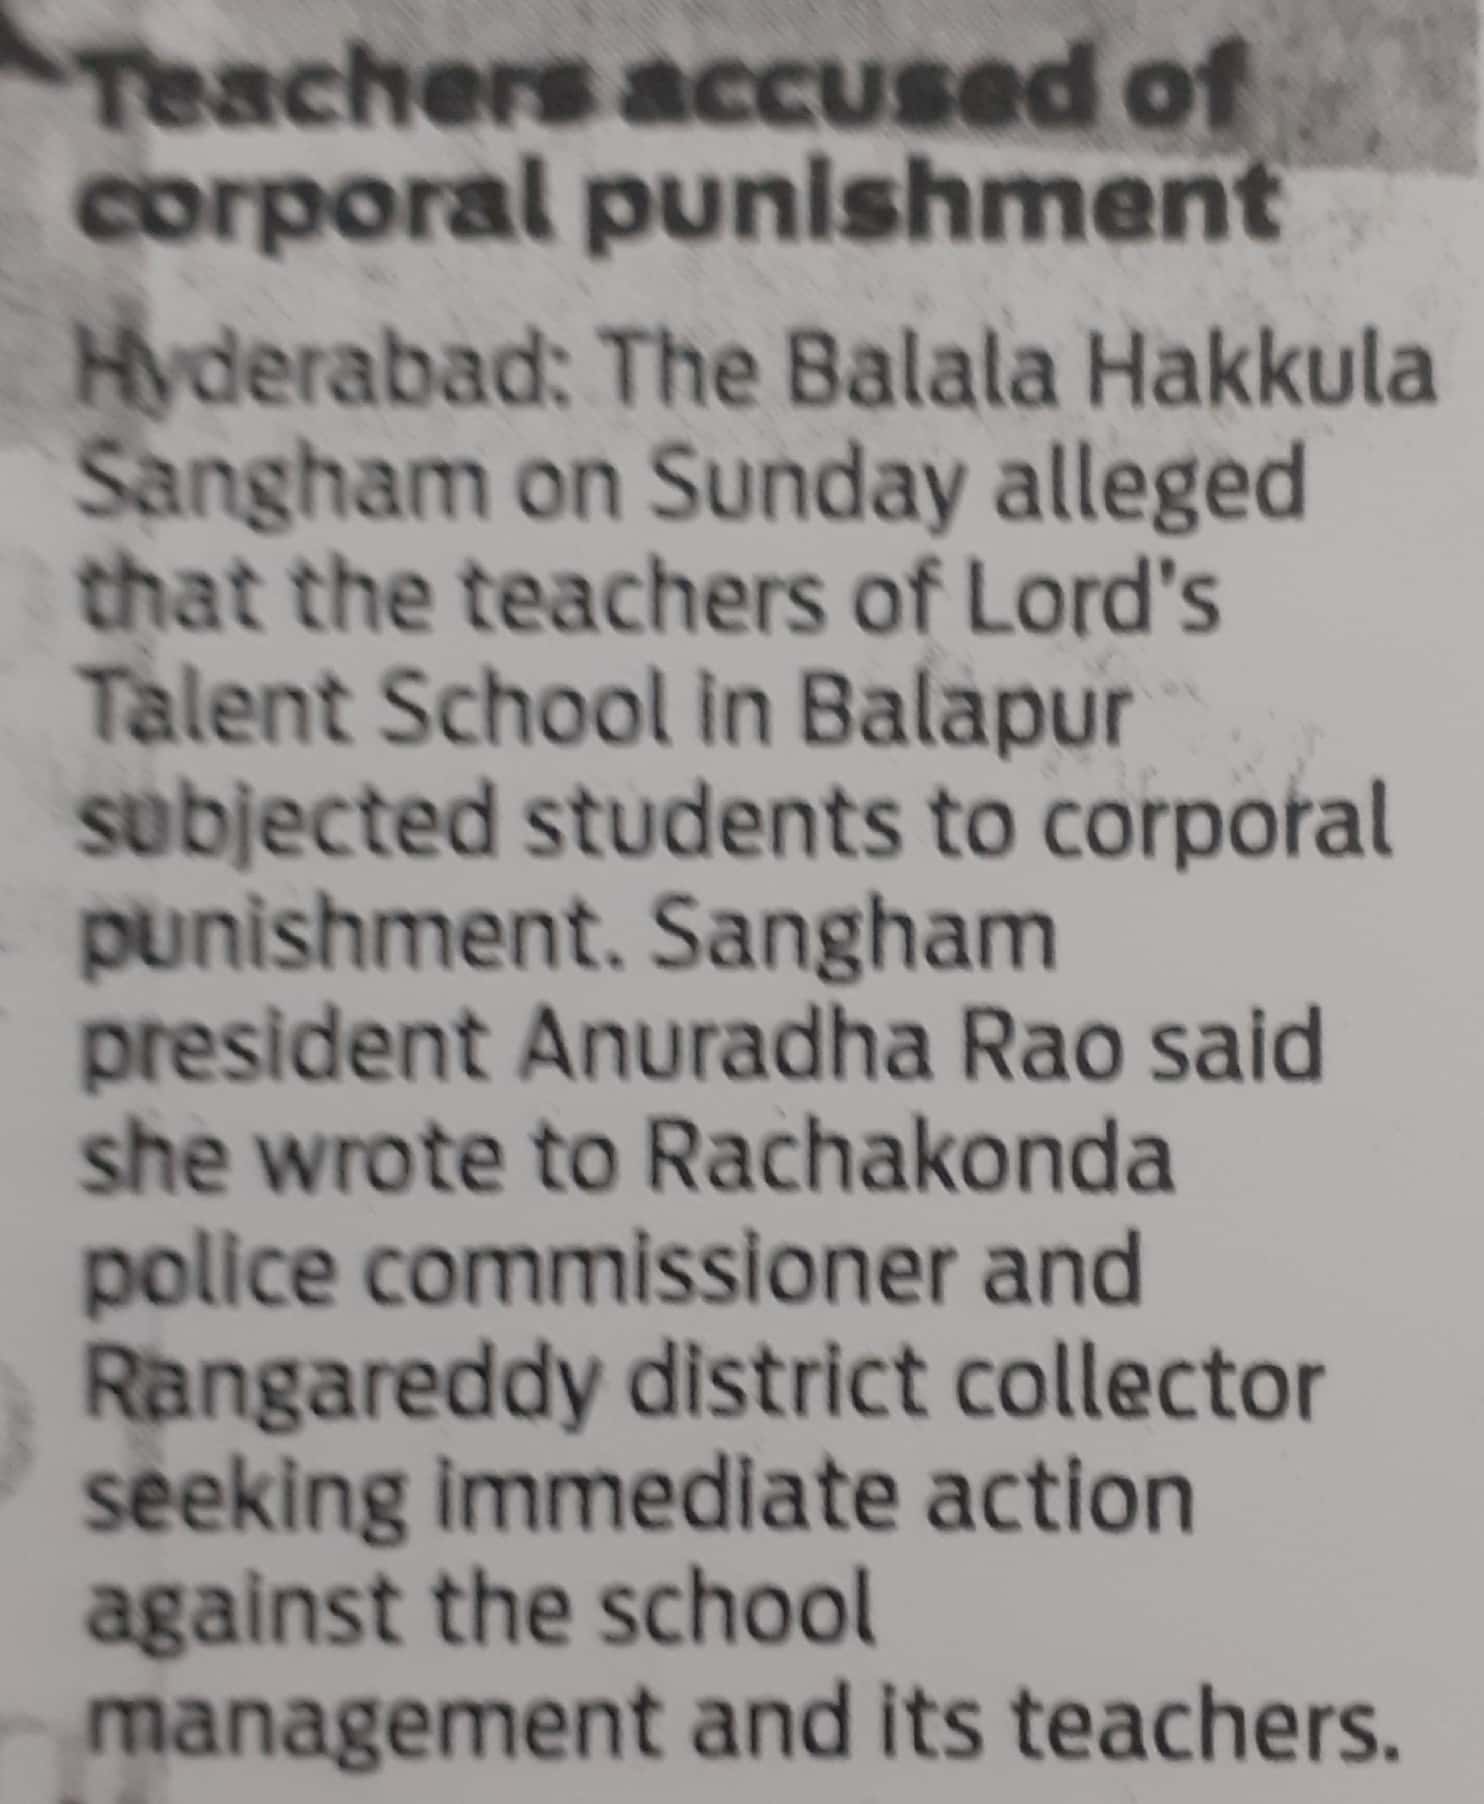 Teachers accused of
corporal punishment
Hyderabad: The Balala Hakkula
Sangham on Sunday alleged
that the teachers of Lord's
Talent School in Balapur
subjected students to corporal
punishment. Sangham
president Anuradha Rao said
she wrote to Rachakonda
police commissioner and
Rangareddy district collector
seeking immediate action
against the school
management and its teachers.